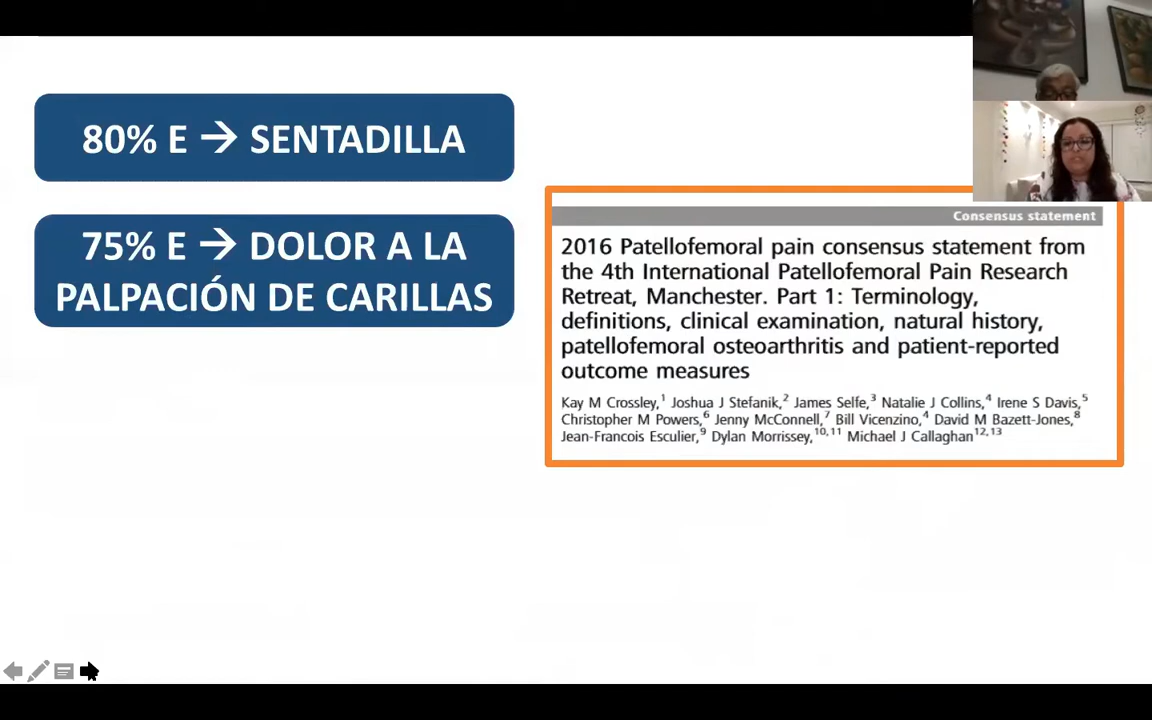 80% E → SENTADILLA
75% E → DOLOR A LA
PALPACIÓN DE CARILLAS
Consensus statement
2016 Patellofemoral pain consensus statement from
the 4th International Patellofemoral Pain Research
Retreat, Manchester. Part 1: Terminology,
definitions, clinical examination, natural history,
patellofemoral osteoarthritis and patient-reported
outcome measures
Kay M Crossley,1 Joshua J Stefanik,2 James Selfe,3 Natalie J Collins,4 Irene S Davis,5
Christopher M Powers,6 Jenny McConnell,7 Bill Vicenzino,4 David M Bazett-Jones,8
Jean-Francois Esculier,9 Dylan Morrissey,10,11 Michael J Callaghan12,13